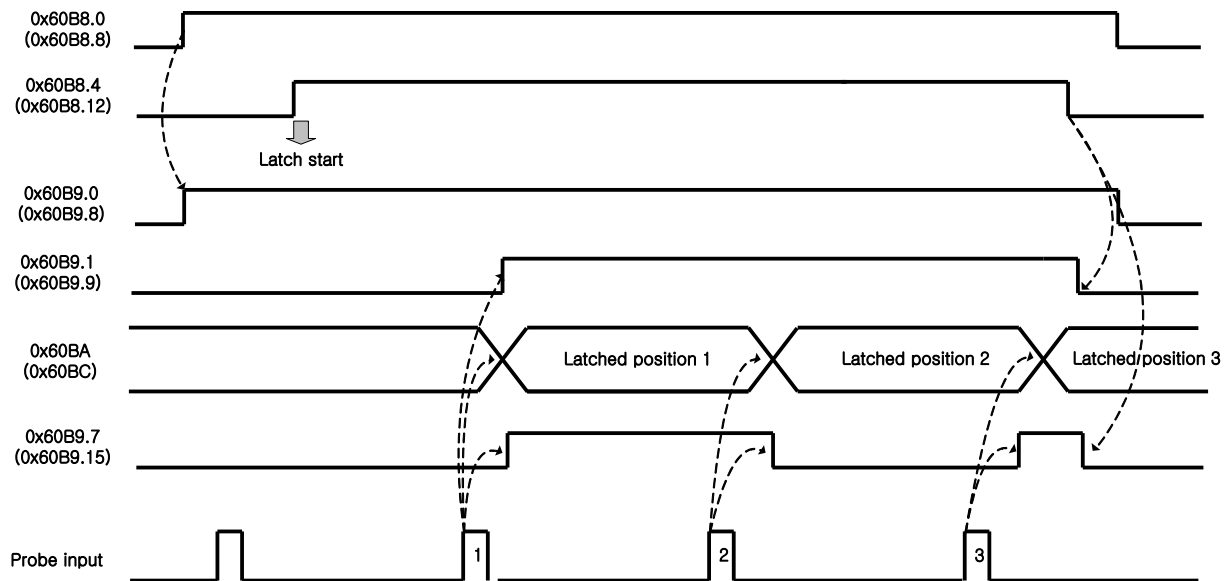 0x60B8.0
(0x60B8.8)
0x60B8.4
(0x60B8.12)
Latch start
0x60B9.0
(0x60B9.8)
0x60B9.1
(0x60B9.9)
0x60BA
(0x60BC)
Latched position 1
Latched position 2
Latched position 3
0x60B9.7
(0x60B9.15)
Probe input
1
2
3